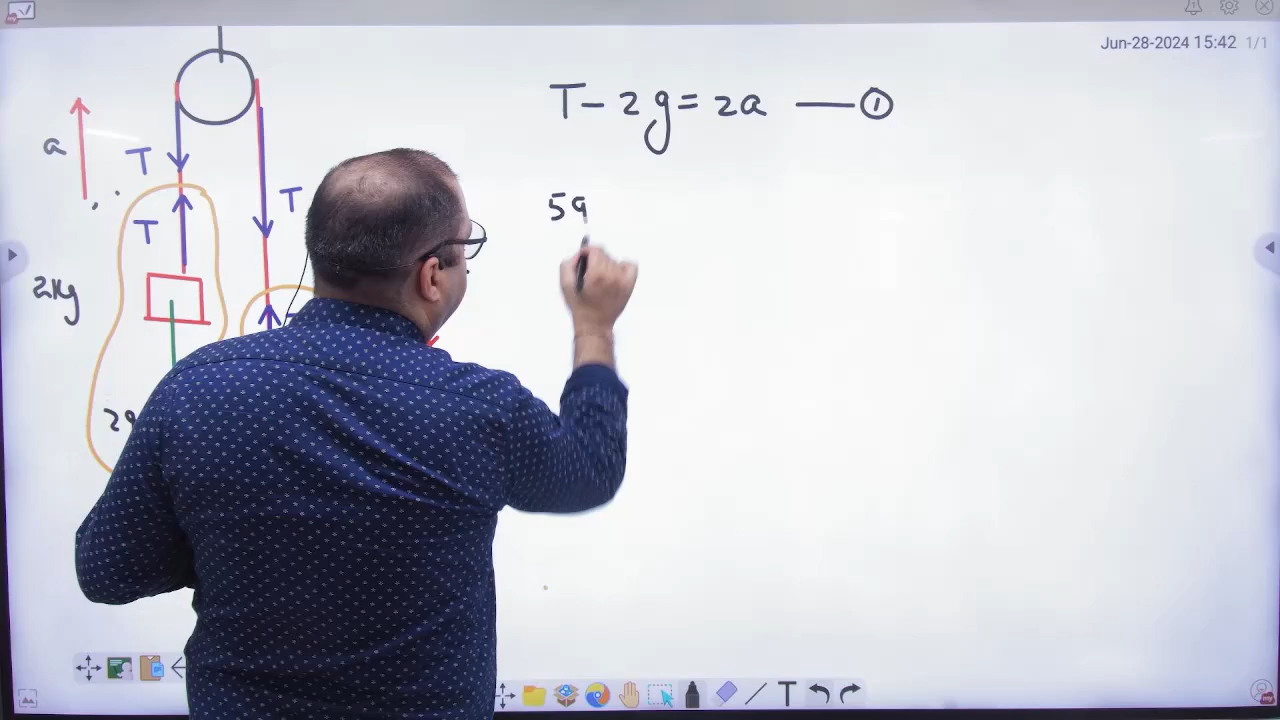 Jun-28-2024 15:42 1/1
T - 2g = 2a —— ①
a
T
T
T
5g
2kg
2g
T